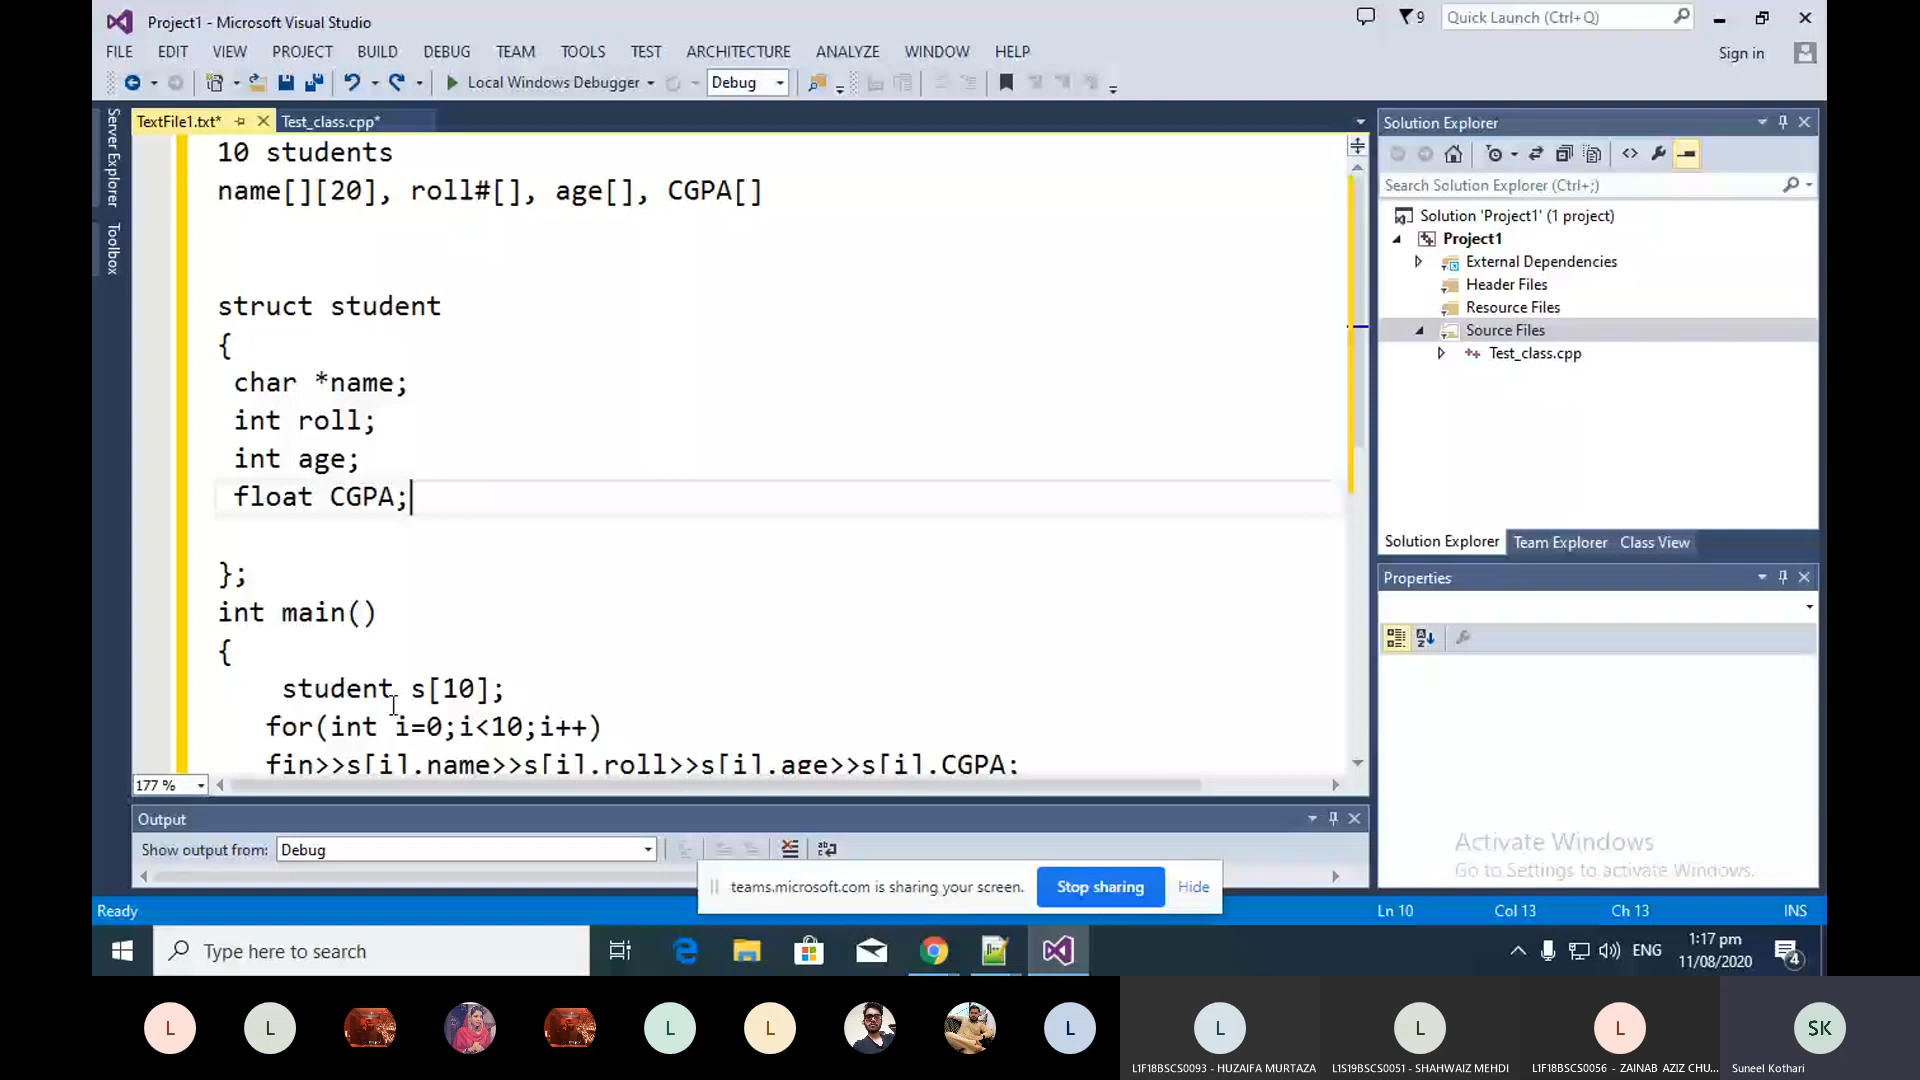 Project1 - Microsoft Visual Studio
9
Quick Launch (Ctrl+Q)
FILE EDIT VIEW PROJECT BUILD DEBUG TEAM TOOLS TEST ARCHITECTURE ANALYZE WINDOW HELP
Sign in
Local Windows Debugger
Debug
Server Explorer
Toolbox
TextFile1.txt*
Test_class.cpp*
10 students
name[][20], roll#[], age[], CGPA[]
struct student
{
char *name;
int roll;
int age;
float CGPA;
};
int main()
{
student s[10];
for(int i=0;i<10;i++)
fin>>s[i].name>>s[i].roll>>s[i].age>>s[i].CGPA;
177 %
Solution Explorer
Search Solution Explorer (Ctrl+;)
Solution 'Project1' (1 project)
Project1
External Dependencies
Header Files
Resource Files
Source Files
Test_class.cpp
Solution Explorer Team Explorer Class View
Properties
Activate Windows
Go to Settings to activate Windows.
Output
Show output from: Debug
teams.microsoft.com is sharing your screen. Stop sharing Hide
Ready
Ln 10 Col 13 Ch 13 INS
Type here to search
ENG
1:17 pm
11/08/2020
4
L
L
L
L
L
L
L
L
SK
L1F18BSCS0093 - HUZAIFA MURTAZA
L1S19BSCS0051 - SHAHWAIZ MEHDI
L1F18BSCS0056 - ZAINAB AZIZ CHU...
Suneel Kothari